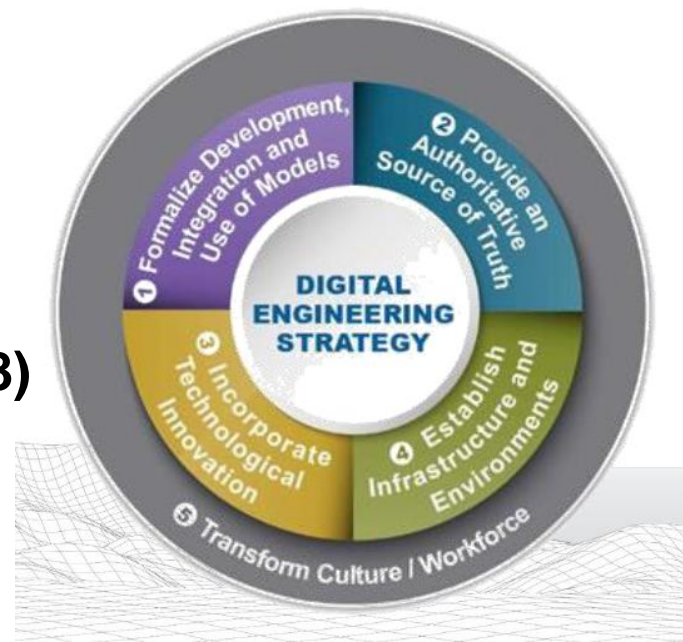 ❶ Formalize Development,
Integration and
Use of Models
❷ Provide an
Authoritative
Source of Truth
DIGITAL
ENGINEERING
STRATEGY
3)
❸ Incorporate
Technological
Innovation
❹ Establish
Infrastructure and
Environments
❺ Transform Culture / Workforce